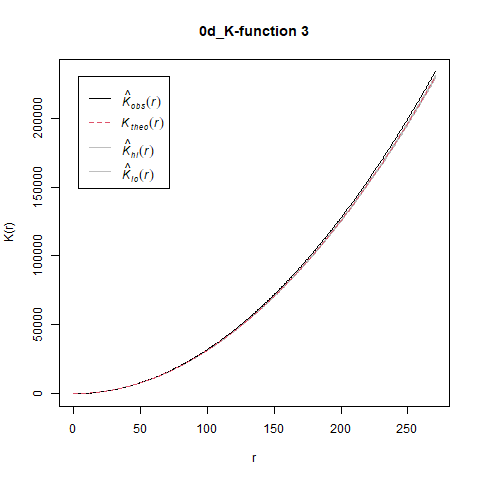 0d_K-function 3
K̂obs(r)
Ktheo(r)
K̂hi(r)
K̂lo(r)
K(r)
200000
150000
100000
50000
0
0 50 100 150 200 250
r